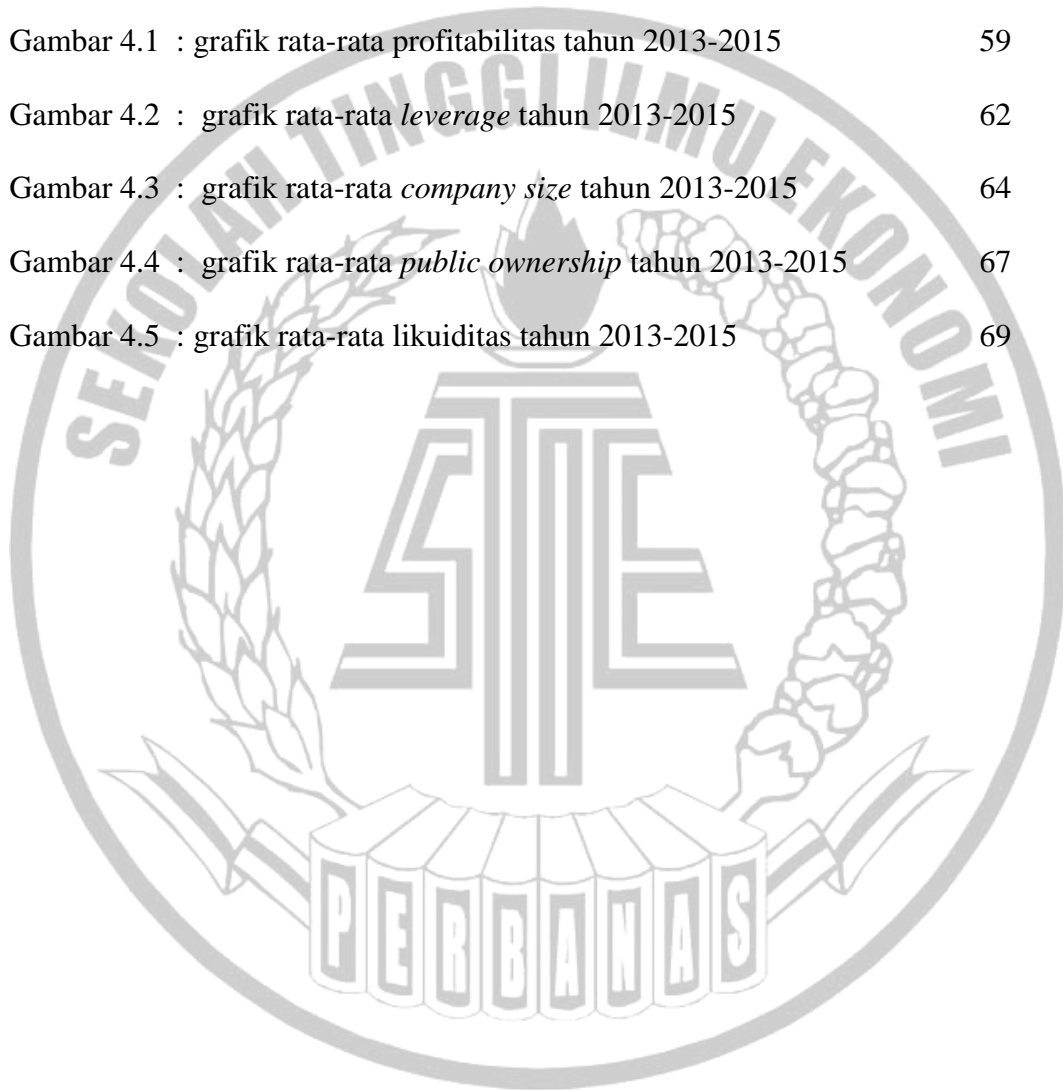 Gambar 4.1 : grafik rata-rata profitabilitas tahun 2013-2015 59
Gambar 4.2 : grafik rata-rata leverage tahun 2013-2015 62
Gambar 4.3 : grafik rata-rata company size tahun 2013-2015 64
Gambar 4.4 : grafik rata-rata public ownership tahun 2013-2015 67
Gambar 4.5 : grafik rata-rata likuiditas tahun 2013-2015 69
SEKOLAH TINGGI ILMU EKONOMI
STIE
PERBANAS